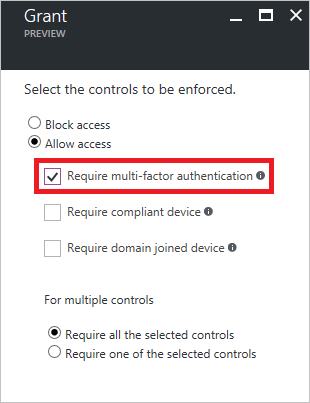 Grant
PREVIEW
Select the controls to be enforced.
Block access
Allow access
Require multi-factor authentication
Require compliant device
Require domain joined device
For multiple controls
Require all the selected controls
Require one of the selected controls